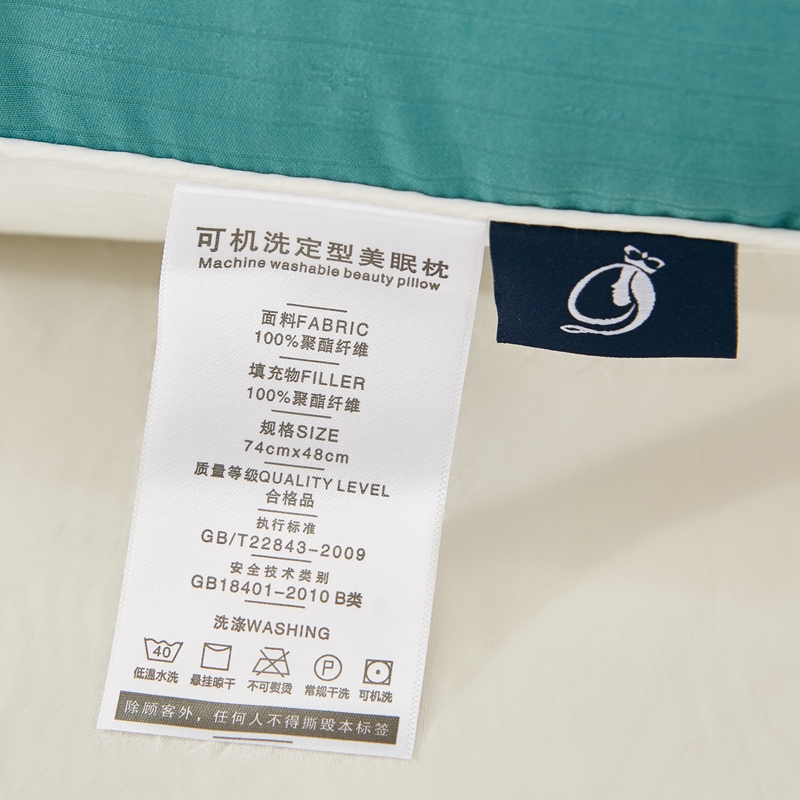 可机洗定型美眠枕
Machine washable beauty pillow
面料FABRIC
100%聚酯纤维
填充物FILLER
100%聚酯纤维
规格SIZE
74cmx48cm
质量等级QUALITY LEVEL
合格品
执行标准
GB/T22843-2009
安全技术类别
GB18401-2010 B类
洗涤WASHING
40 P
低温水洗 悬挂晾干 不可熨烫 常规干洗 可机洗
除顾客外，任何人不得撕毁本标签